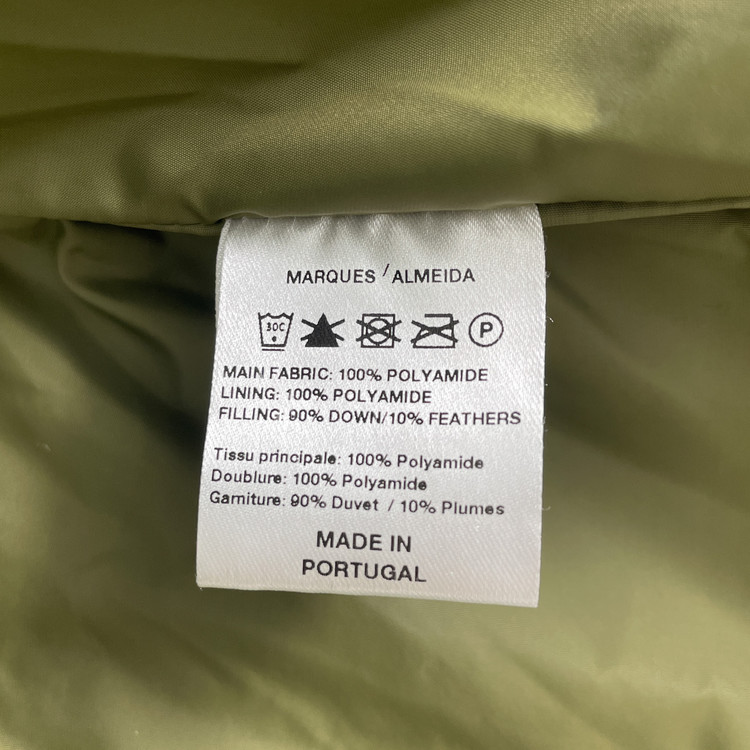 MARQUES / ALMEIDA
30C P
MAIN FABRIC: 100% POLYAMIDE
LINING: 100% POLYAMIDE
FILLING: 90% DOWN/10% FEATHERS
Tissu principale: 100% Polyamide
Doublure: 100% Polyamide
Garniture: 90% Duvet / 10% Plumes
MADE IN
PORTUGAL